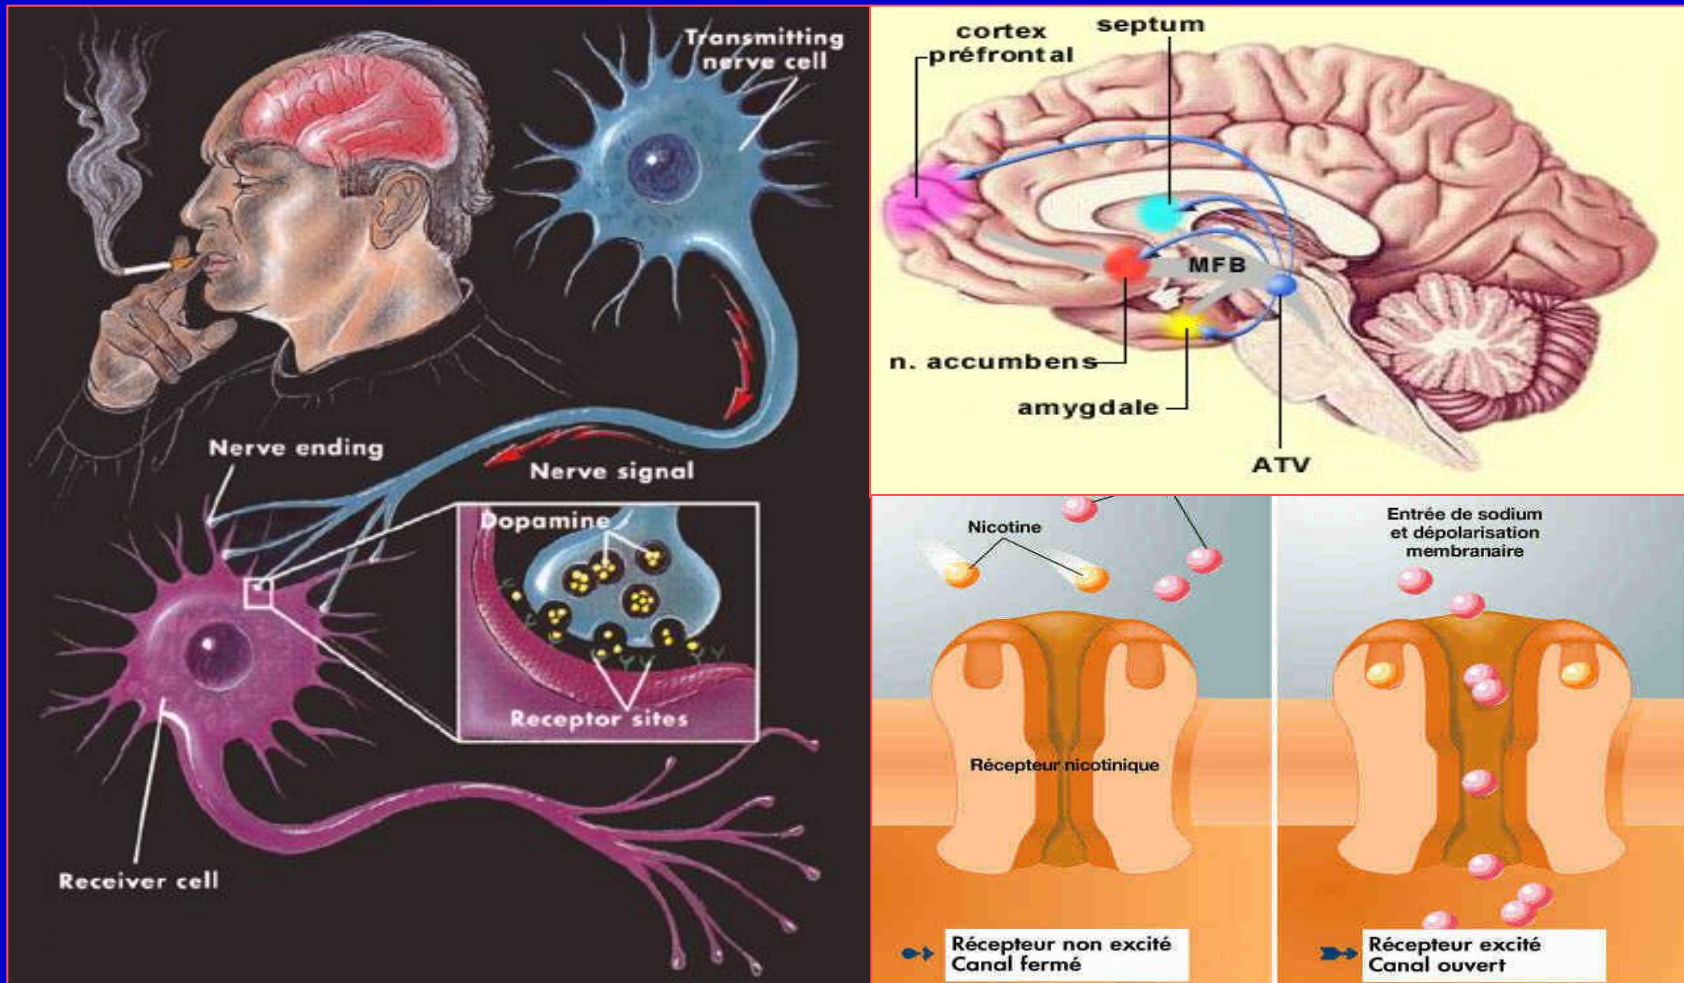 Transmitting
nerve cell
Nerve ending
Nerve signal
Dopamine
Receptor sites
Receiver cell
cortex
préfrontal
septum
MFB
n. accumbens
amygdale
ATV
Nicotine
Récepteur nicotinique
Récepteur non excité
Canal fermé
Entrée de sodium
et dépolarisation
membranaire
Récepteur excité
Canal ouvert